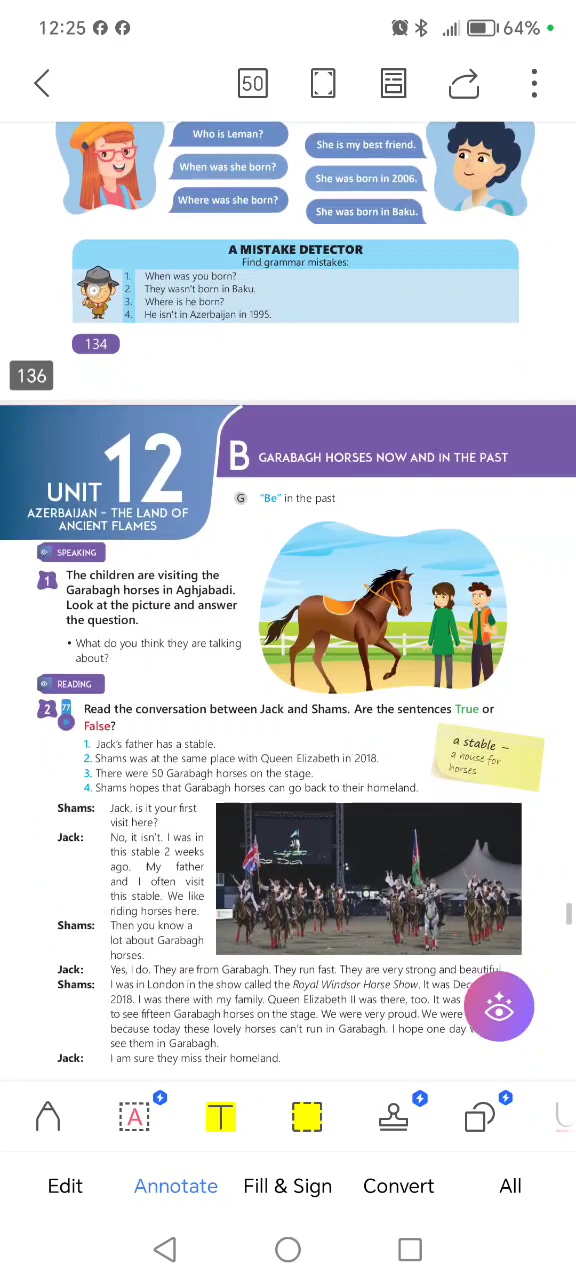 12:25
64%
50
Who is Leman?
She is my best friend.
When was she born?
She was born in 2006.
Where was she born?
She was born in Baku.
A MISTAKE DETECTOR
Find grammar mistakes:
1. When was you born?
2. They wasn't born in Baku.
3. Where is he born?
4. He isn't in Azerbaijan in 1995.
134
136
UNIT 12
AZERBAIJAN – THE LAND OF
ANCIENT FLAMES
B GARABAGH HORSES NOW AND IN THE PAST
G "Be" in the past
SPEAKING
1 The children are visiting the
Garabagh horses in Aghjabadi.
Look at the picture and answer
the question.
• What do you think they are talking
about?
READING
2 77 Read the conversation between Jack and Shams. Are the sentences True or
False?
1. Jack's father has a stable.
2. Shams was at the same place with Queen Elizabeth in 2018.
3. There were 50 Garabagh horses on the stage.
4. Shams hopes that Garabagh horses can go back to their homeland.
a stable –
a house for
horses
Shams: Jack, is it your first
visit here?
Jack: No, it isn't. I was in
this stable 2 weeks
ago. My father
and I often visit
this stable. We like
riding horses here.
Shams: Then you know a
lot about Garabagh
horses.
Jack: Yes, I do. They are from Garabagh. They run fast. They are very strong and beautiful.
Shams: I was in London in the show called the Royal Windsor Horse Show. It was
2018. I was there with my family. Queen Elizabeth II was there, too. It was
to see fifteen Garabagh horses on the stage. We were very proud. We were
because today these lovely horses can't run in Garabagh. I hope one day
see them in Garabagh.
Jack: I am sure they miss their homeland.
A
T
Edit
Annotate
Fill & Sign
Convert
All